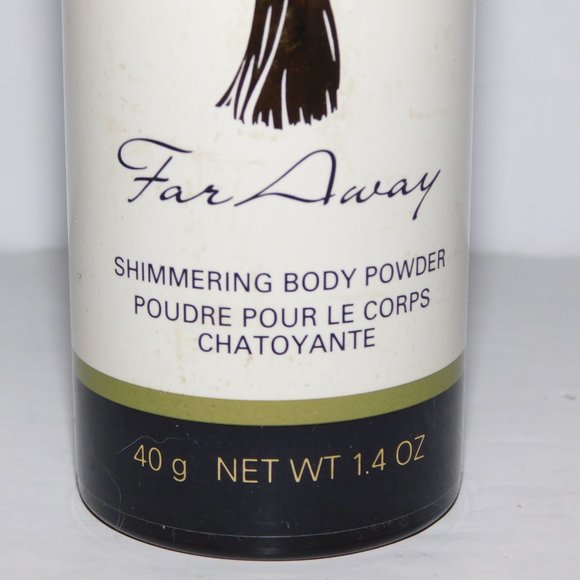 Far Away
SHIMMERING BODY POWDER
POUDRE POUR LE CORPS
CHATOYANTE
40 g NET WT 1.4 OZ